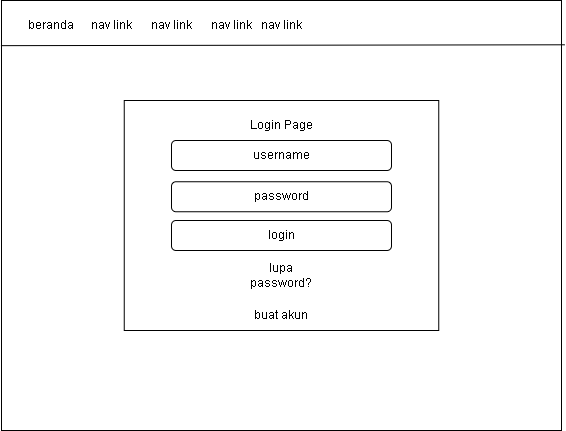 beranda nav link nav link nav link nav link
Login Page
username
password
login
lupa
password?
buat akun